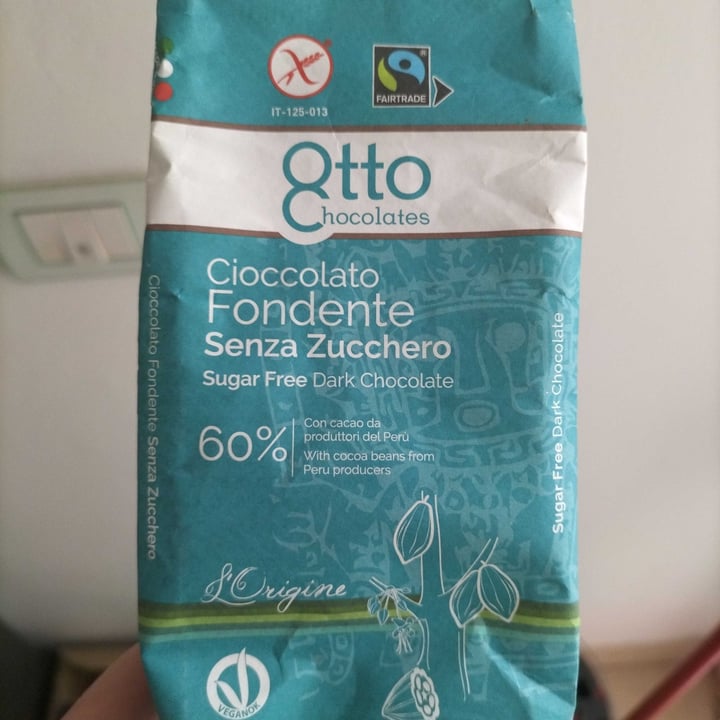 IT-125-013
FAIRTRADE
®
Otto
Chocolates
Cioccolato
Fondente
Senza Zucchero
Sugar Free Dark Chocolate
60%
Con cacao da
produttori del Perù
With cocoa beans from
Peru producers
L'Origine
VEGANOK
Cioccolato Fondente Senza Zucchero
Sugar Free Dark Chocolate